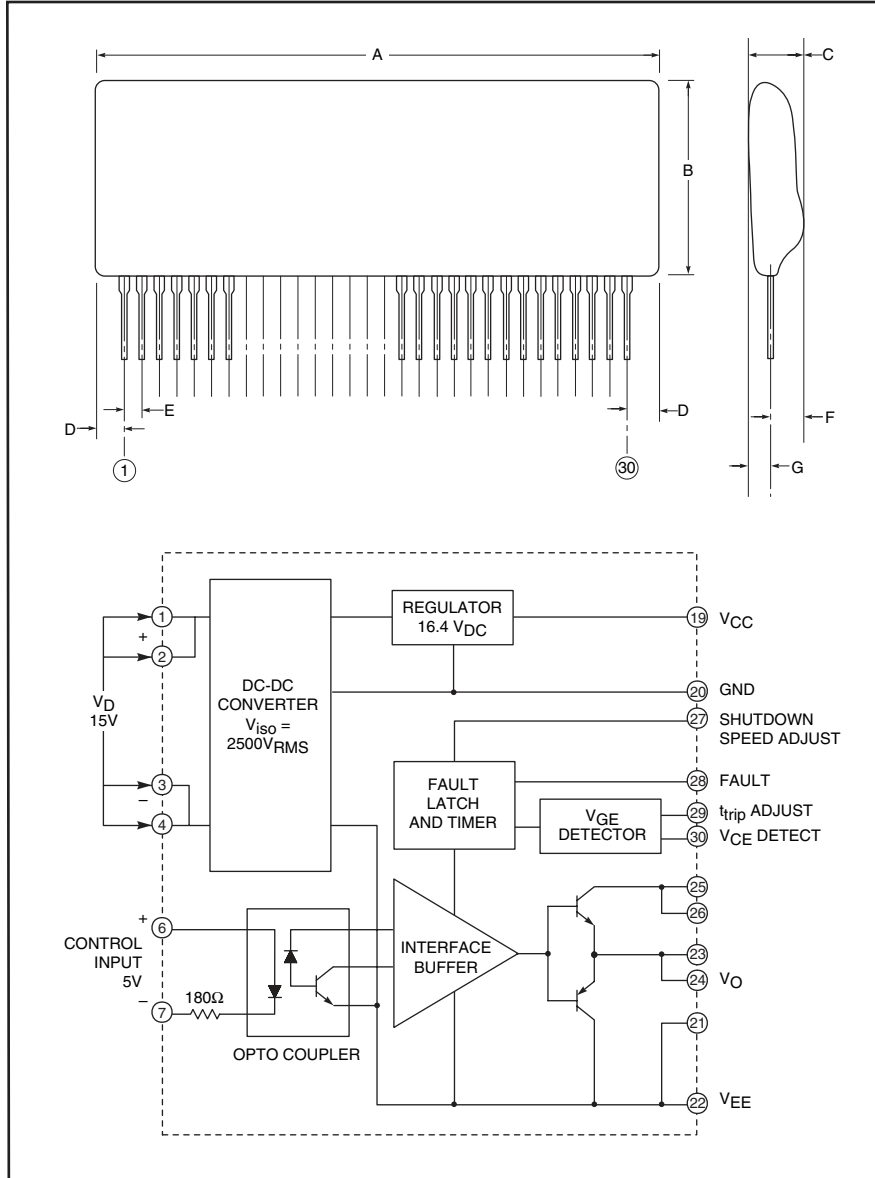 A
C
B
E
D
D
F
G
1
30
1
+
2
VD
15V
3
–
4
DC-DC
CONVERTER
Viso =
2500VRMS
REGULATOR
16.4 VDC
19 VCC
20 GND
27 SHUTDOWN
SPEED ADJUST
FAULT
LATCH
AND TIMER
28 FAULT
VGE
DETECTOR
29 ttrip ADJUST
30 VCE DETECT
25
26
+
6
CONTROL
INPUT
5V
–
7
180Ω
OPTO COUPLER
INTERFACE
BUFFER
23
24 VO
21
22 VEE